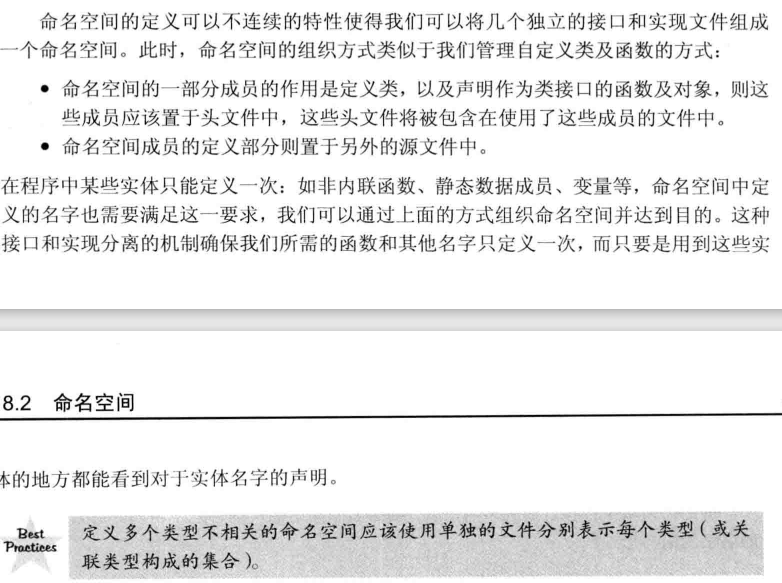 命名空间的定义可以不连续的特性使得我们可以将几个独立的接口和实现文件组成
一个命名空间。此时，命名空间的组织方式类似于我们管理自定义类及函数的方式：
● 命名空间的一部分成员的作用是定义类，以及声明作为类接口的函数及对象，则这
些成员应该置于头文件中，这些头文件将被包含在使用了这些成员的文件中。
● 命名空间成员的定义部分则置于另外的源文件中。
在程序中某些实体只能定义一次：如非内联函数、静态数据成员、变量等，命名空间中定
义的名字也需要满足这一要求，我们可以通过上面的方式组织命名空间并达到目的。这种
接口和实现分离的机制确保我们所需的函数和其他名字只定义一次，而只要是用到这些实
8.2 命名空间
体的地方都能看到对于实体名字的声明。
Best
Practices
定义多个类型不相关的命名空间应该使用单独的文件分别表示每个类型（或关
联类型构成的集合）。